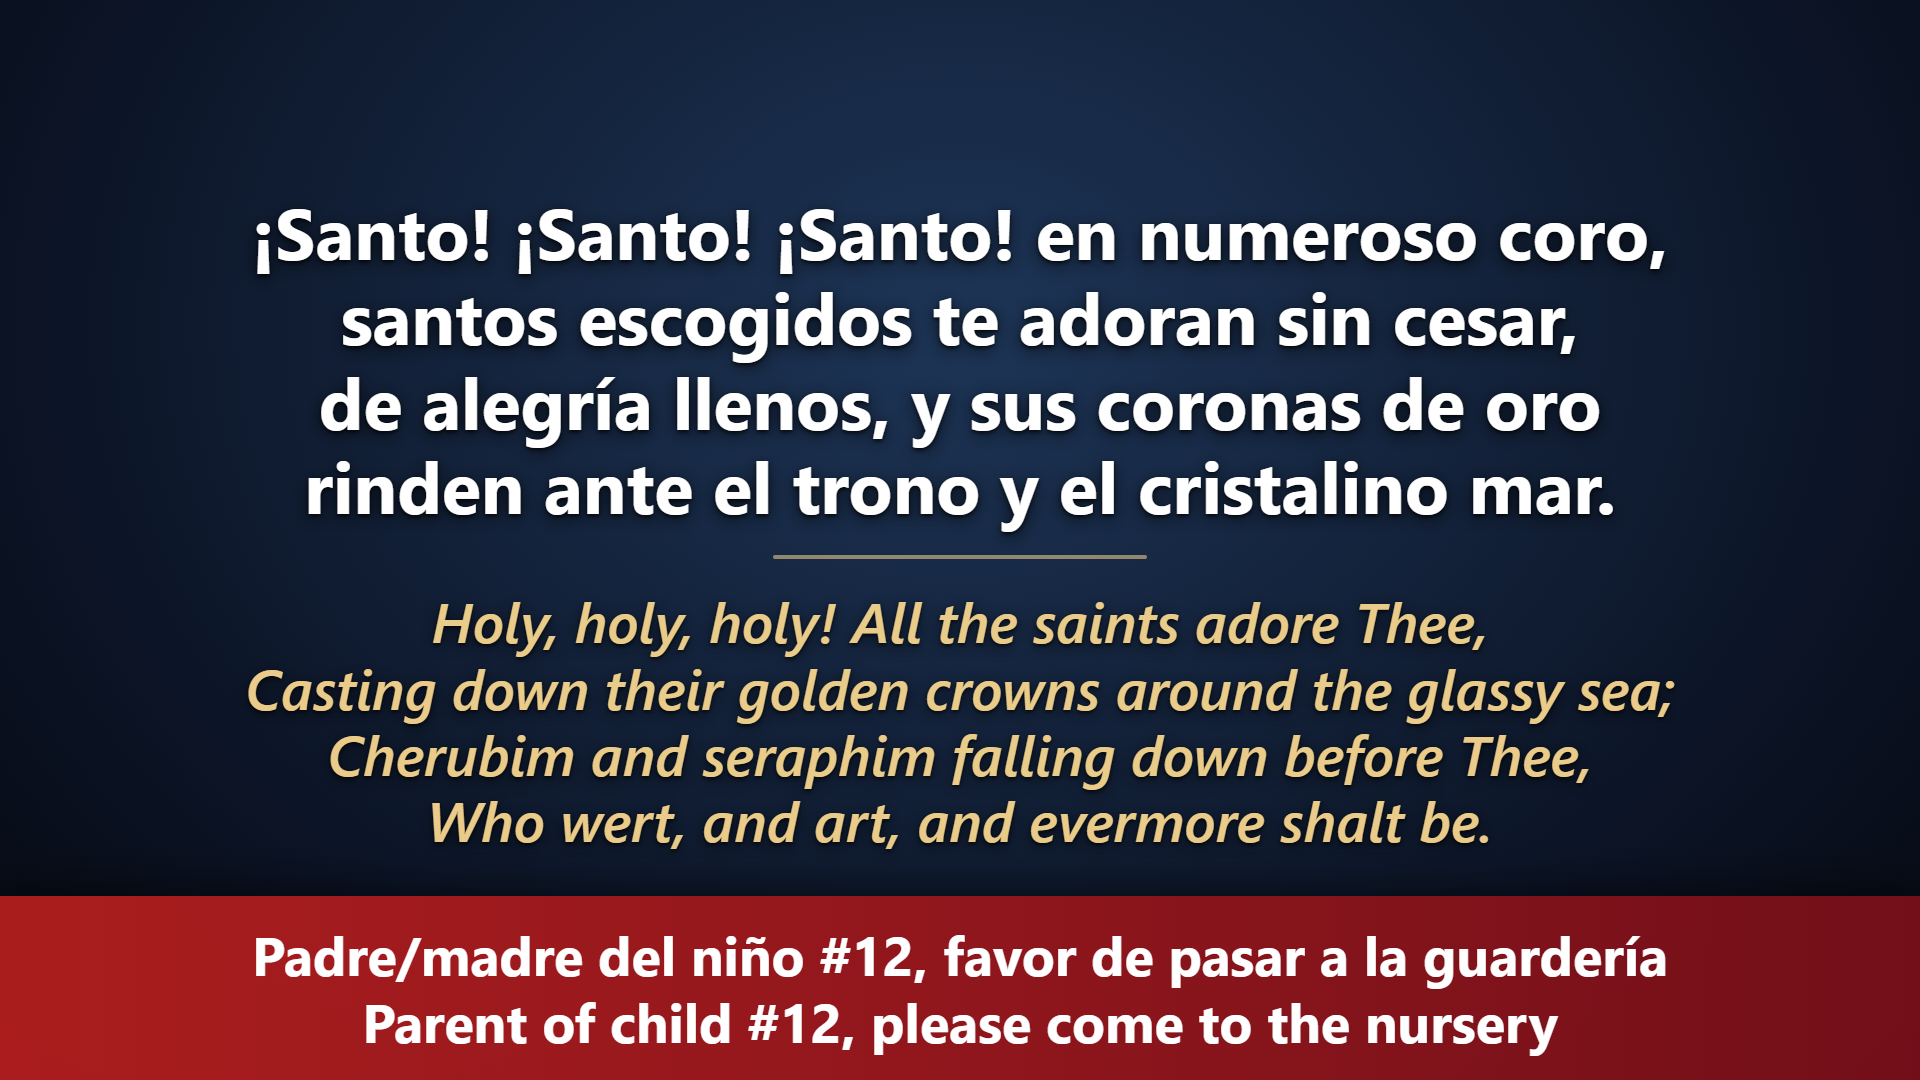 ¡Santo! ¡Santo! ¡Santo! en numeroso coro,
santos escogidos te adoran sin cesar,
de alegría llenos, y sus coronas de oro
rinden ante el trono y el cristalino mar.
Holy, holy, holy! All the saints adore Thee,
Casting down their golden crowns around the glassy sea;
Cherubim and seraphim falling down before Thee,
Who wert, and art, and evermore shalt be.
Padre/madre del niño #12, favor de pasar a la guardería
Parent of child #12, please come to the nursery